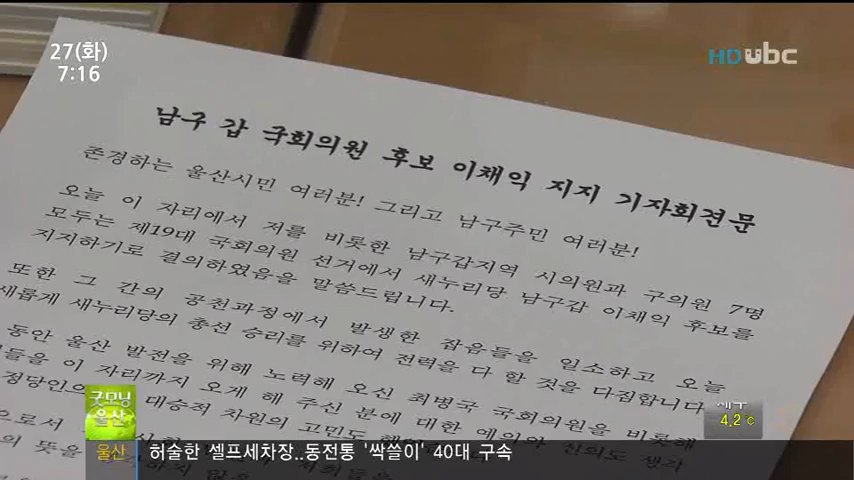 27(화)
7:16
HD ubc
남구 갑 국회의원 후보 이채익 지지 기자회견문
존경하는 울산시민 여러분! 그리고 남구주민 여러분!
오늘 이 자리에서 저를 비롯한 남구갑지역 시의원과 구의원 7명
모두는 제19대 국회의원 선거에서 새누리당 남구갑 이채익 후보를
지지하기로 결의하였음을 말씀드립니다.
또한 그 간의 공천과정에서 발생한 잡음들을 일소하고 오늘
새롭게 새누리당의 총선 승리를 위하여 전력을 다 할 것을 다짐합니다
동안 울산 발전을 위해 노력해 오신 최병국 국회의원을 비롯해
들을 이 자리까지 오게 해 주신 분에 대한 예의와 신의도 생각
정당인으 대승적 차원의 고민도
으로서
의 뜻을
굿모닝
울산
4.2℃
울산 허술한 '셀프세차장..동전통 '싹쓸이' 40대 구속